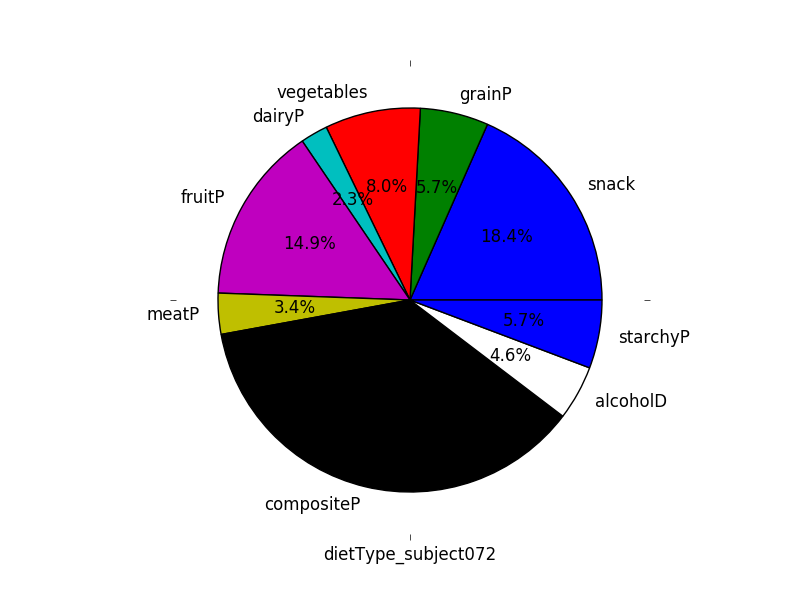 vegetables
grainP
dairyP
snack
fruitP
8.0%
5.7%
2.3%
18.4%
14.9%
meatP
3.4%
5.7%
starchyP
4.6%
alcoholD
compositeP
dietType_subject072